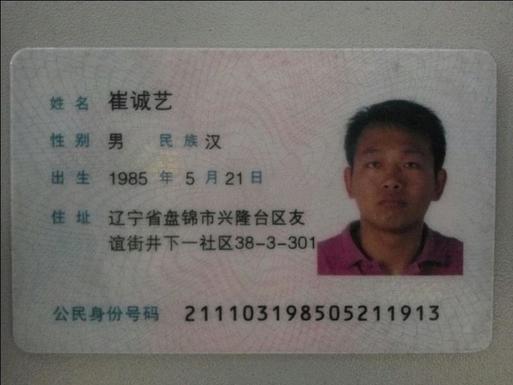 姓名 崔诚艺
性别 男 民族 汉
出生 1985 年 5 月 21 日
住址 辽宁省盘锦市兴隆台区友
谊街井下一社区38-3-301
公民身份号码 211103198505211913